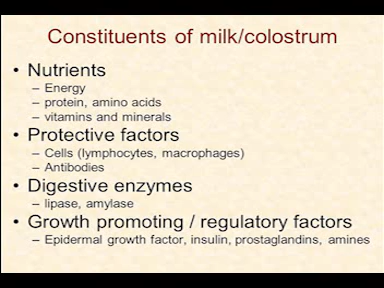 Constituents of milk/colostrum
• Nutrients
– Energy
– protein, amino acids
– vitamins and minerals
• Protective factors
– Cells (lymphocytes, macrophages)
– Antibodies
• Digestive enzymes
– lipase, amylase
• Growth promoting / regulatory factors
– Epidermal growth factor, insulin, prostaglandins, amines